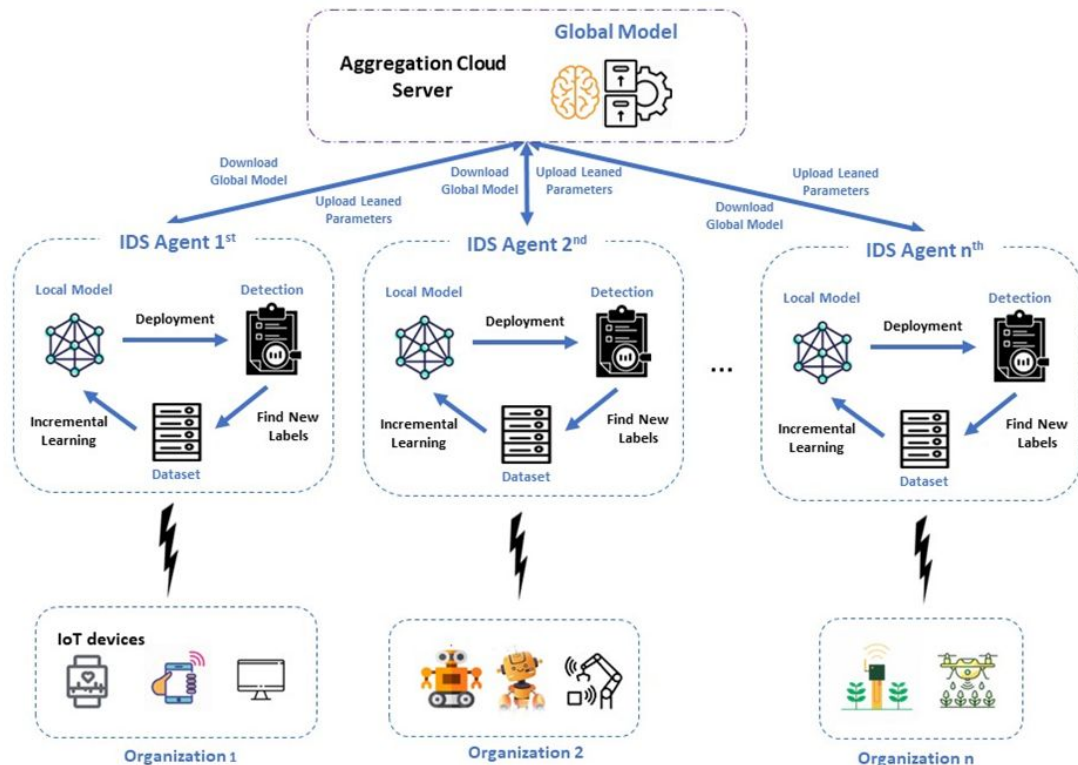 Global Model
Aggregation Cloud
Server
Download
Global Model
Upload Leaned
Parameters
Download
Global Model
Upload Leaned
Parameters
Upload Leaned
Parameters
Download
Global Model
IDS Agent 1st
Local Model
Detection
Deployment
Incremental
Learning
Find New
Labels
Dataset
IDS Agent 2nd
Local Model
Detection
Deployment
Incremental
Learning
Find New
Labels
Dataset
...
IDS Agent nth
Local Model
Detection
Deployment
Incremental
Learning
Find New
Labels
Dataset
IoT devices
Organization 1
Organization 2
Organization n